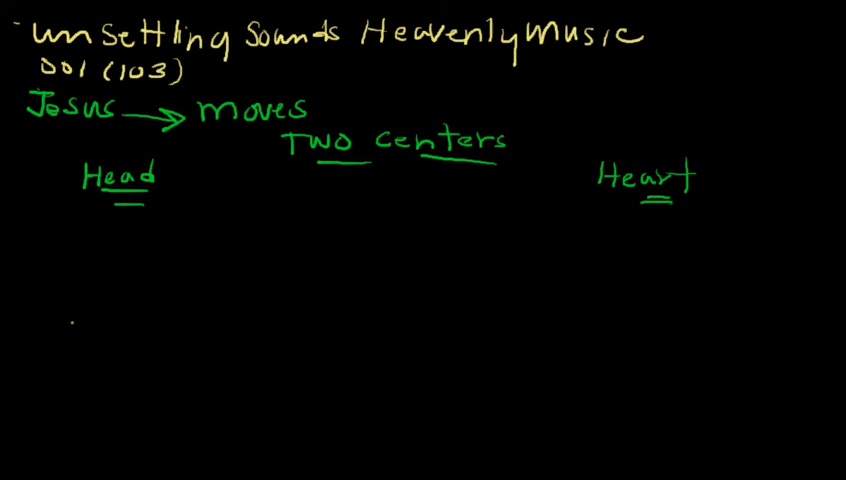 unsettling sounds Heavenly music
001 (103)
Jesus → moves
Two centers
Head Heart